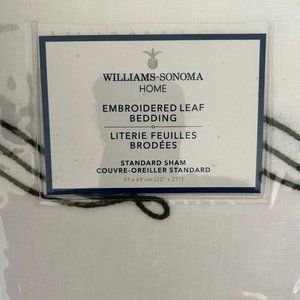 WILLIAMS-SONOMA
HOME
EMBROIDERED LEAF
BEDDING
LITERIE FEUILLES
BRODÉES
STANDARD SHAM
COUVRE-OREILLER STANDARD
51 x 69 cm (20" x 27")